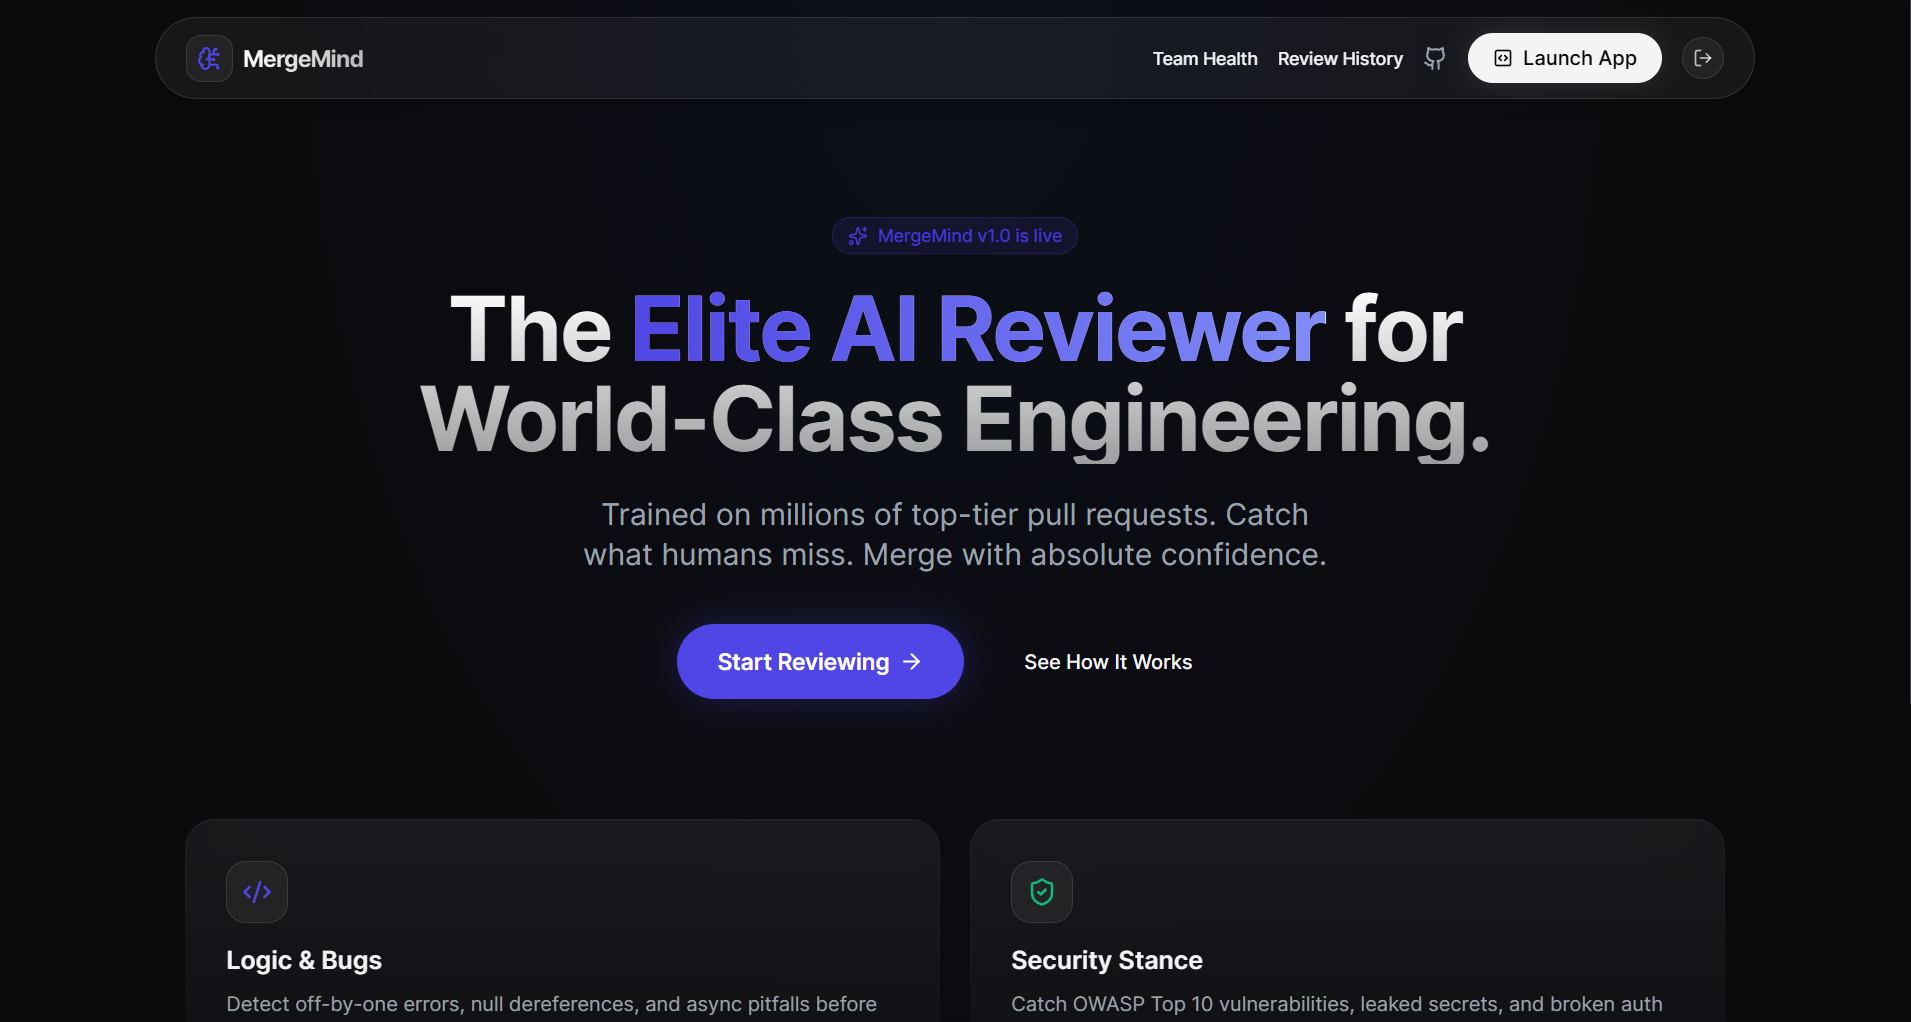 MergeMind
Team Health
Review History
Launch App
MergeMind v1.0 is live
The Elite AI Reviewer for
World-Class Engineering.
Trained on millions of top-tier pull requests. Catch
what humans miss. Merge with absolute confidence.
Start Reviewing
See How It Works
Logic & Bugs
Detect off-by-one errors, null dereferences, and async pitfalls before
Security Stance
Catch OWASP Top 10 vulnerabilities, leaked secrets, and broken auth